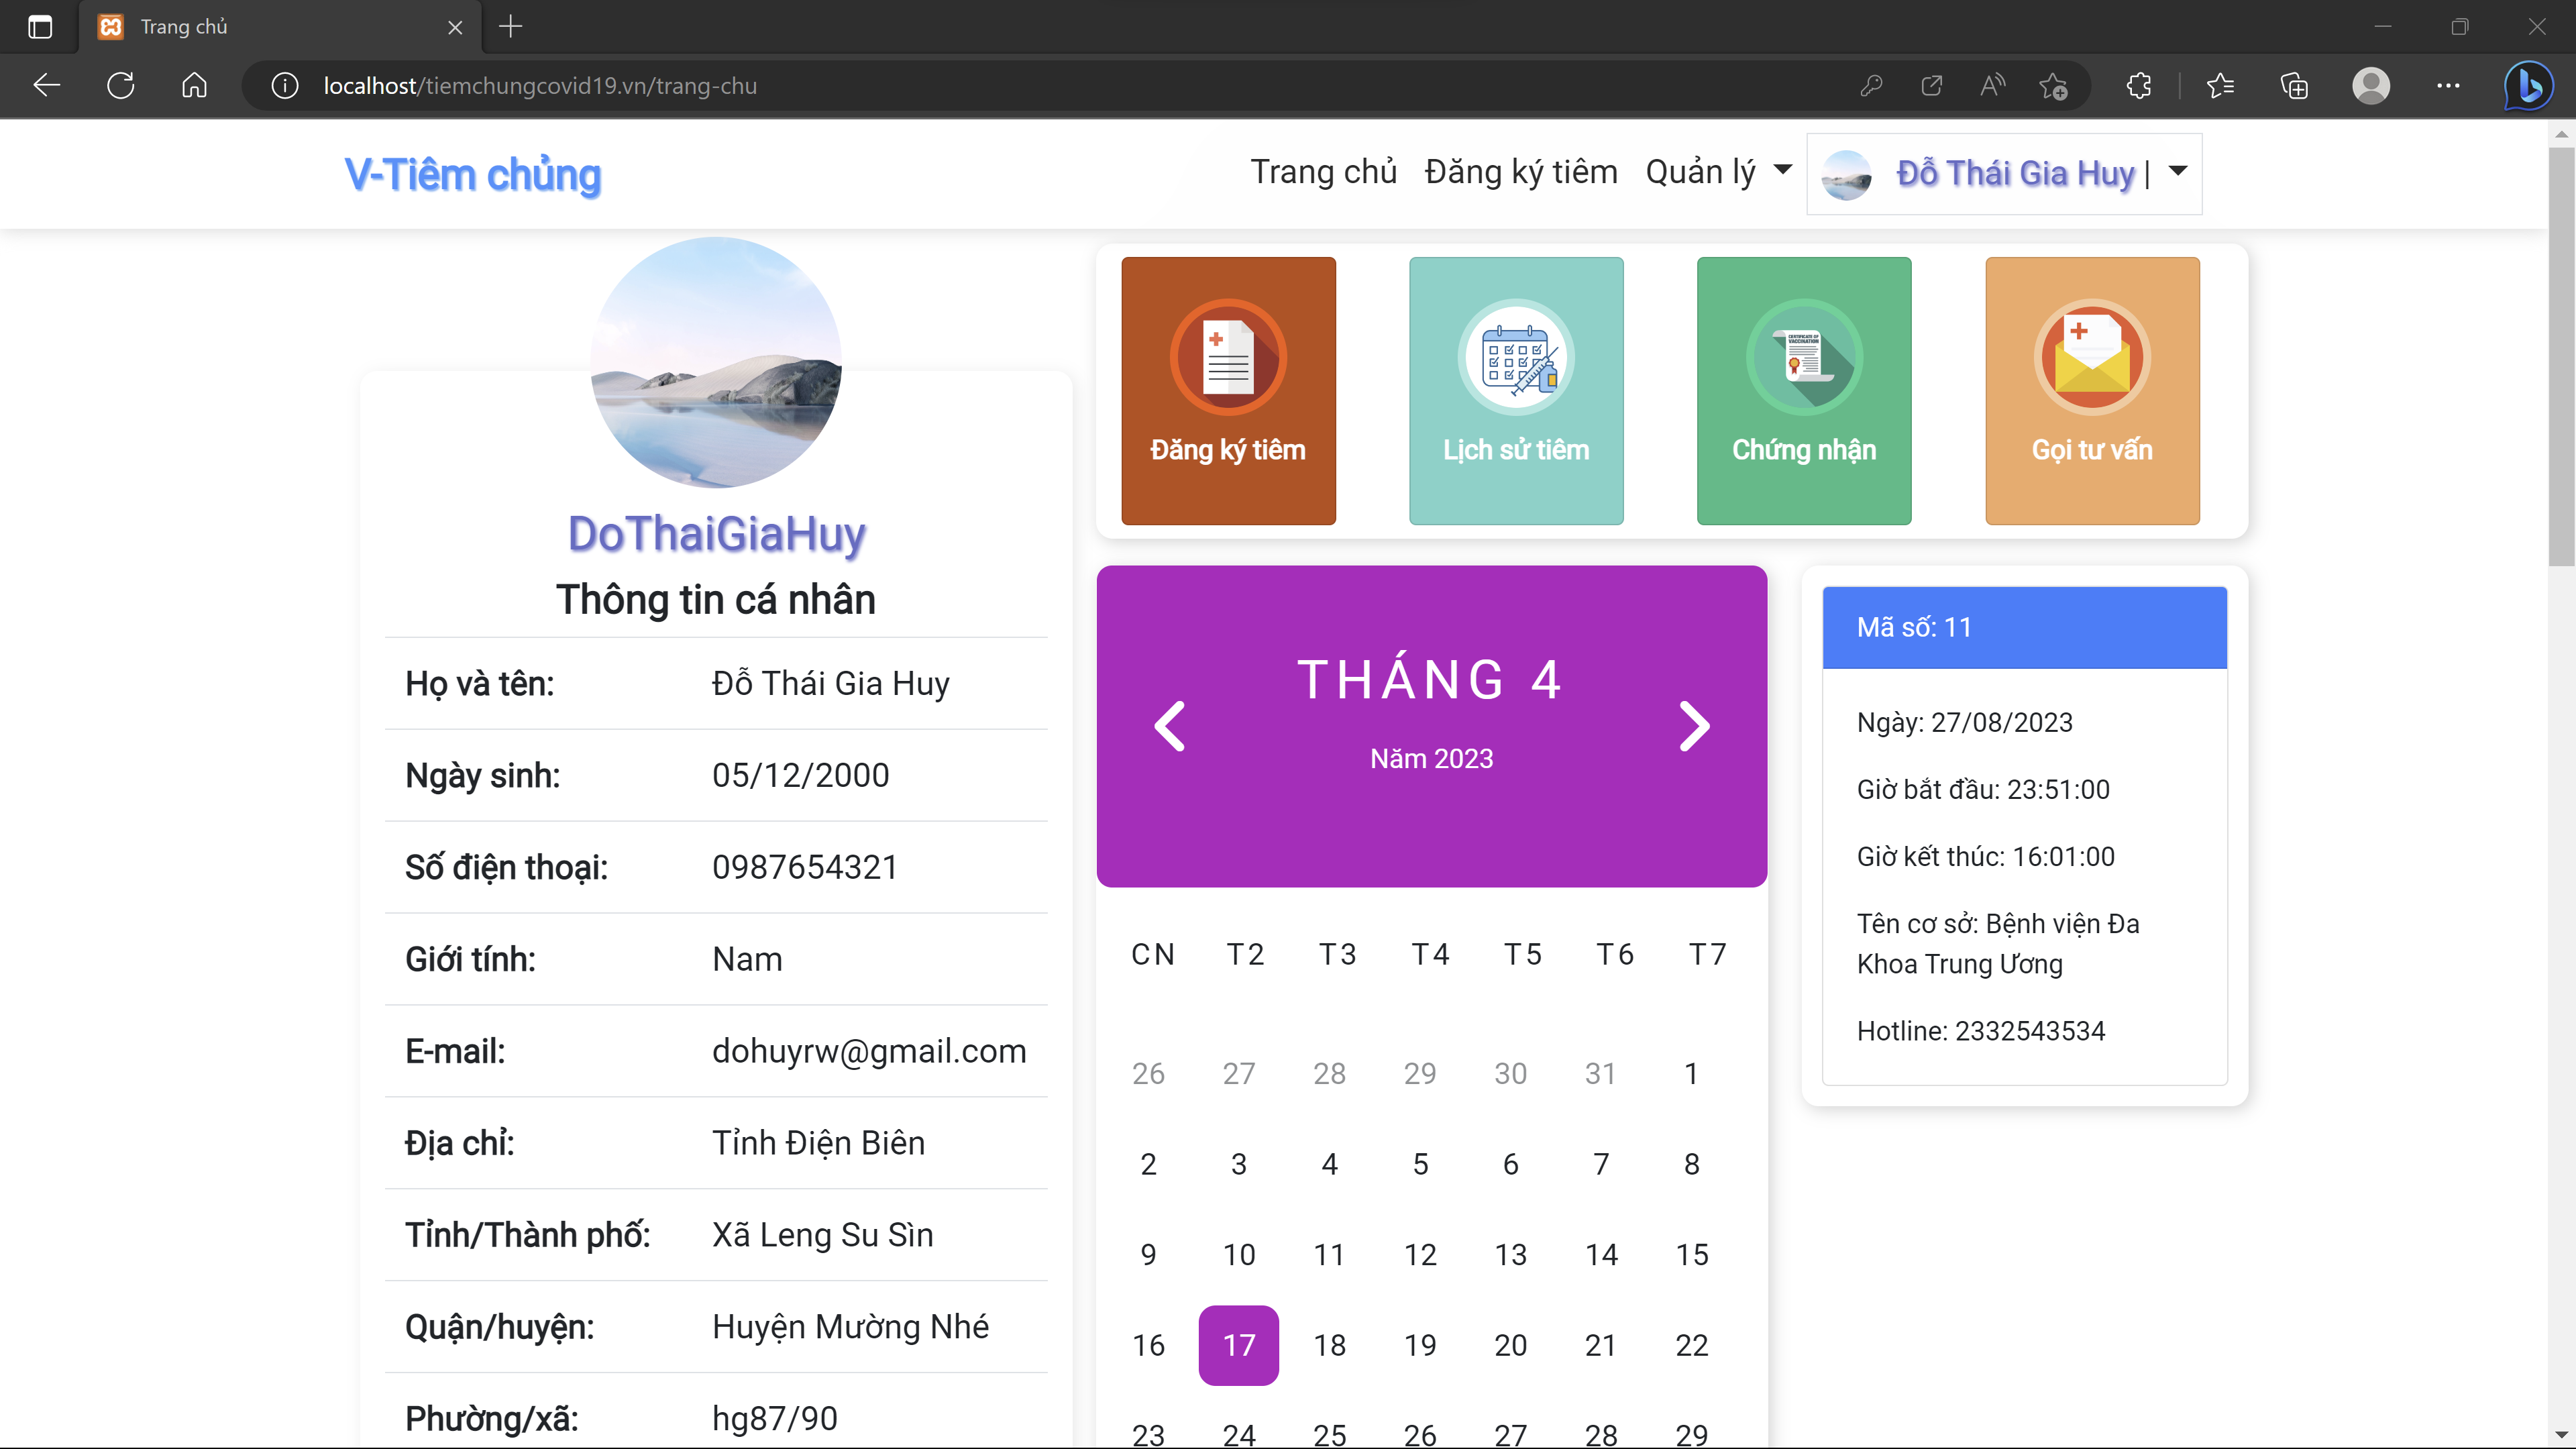 Trang chủ
localhost/tiemchungcovid19.vn/trang-chu
V-Tiêm chủng
Trang chủ Đăng ký tiêm Quản lý Đỗ Thái Gia Huy |
DoThaiGiaHuy
Thông tin cá nhân
Họ và tên: Đỗ Thái Gia Huy
Ngày sinh: 05/12/2000
Số điện thoại: 0987654321
Giới tính: Nam
E-mail: dohuyrw@gmail.com
Địa chỉ: Tỉnh Điện Biên
Tỉnh/Thành phố: Xã Leng Su Sìn
Quận/huyện: Huyện Mường Nhé
Phường/xã: hg87/90
Đăng ký tiêm
Lịch sử tiêm
CERTIFICATE OF
VACCINATION
Chứng nhận
Gọi tư vấn
THÁNG 4
Năm 2023
CN T2 T3 T4 T5 T6 T7
26 27 28 29 30 31 1
2 3 4 5 6 7 8
9 10 11 12 13 14 15
16 17 18 19 20 21 22
23 24 25 26 27 28 29
Mã số: 11
Ngày: 27/08/2023
Giờ bắt đầu: 23:51:00
Giờ kết thúc: 16:01:00
Tên cơ sở: Bệnh viện Đa
Khoa Trung Ương
Hotline: 2332543534